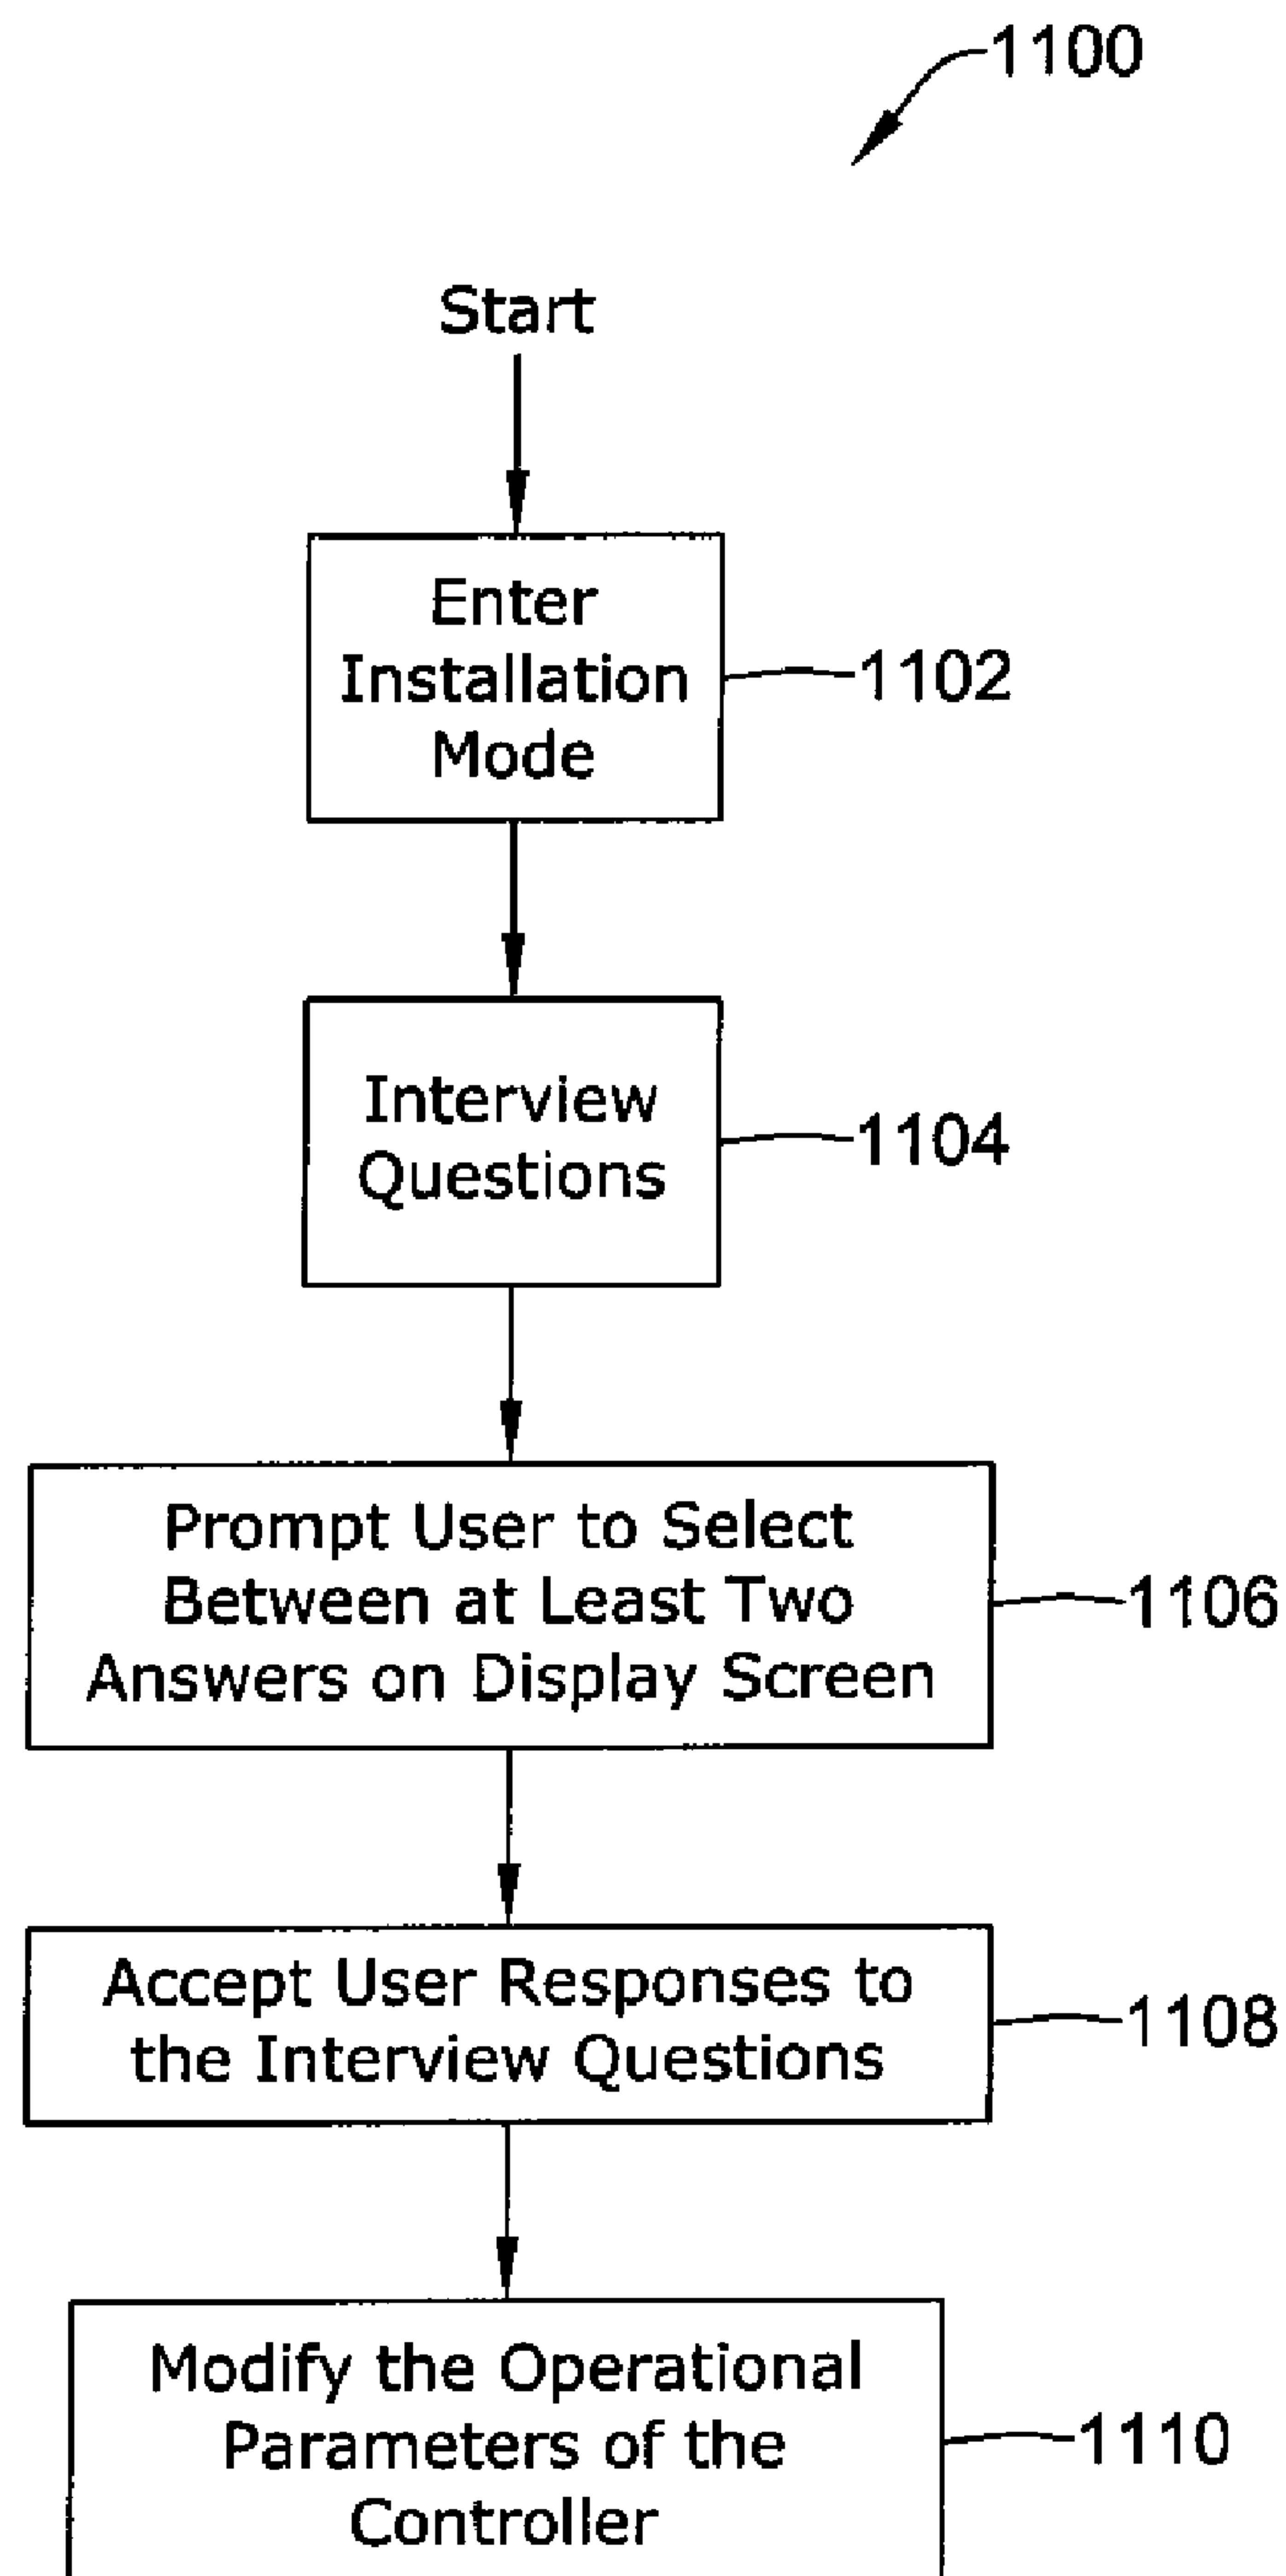 1100
Start
Enter
Installation
Mode
1102
Interview
Questions
1104
Prompt User to Select
Between at Least Two
Answers on Display Screen
1106
Accept User Responses to
the Interview Questions
1108
Modify the Operational
Parameters of the
Controller
1110